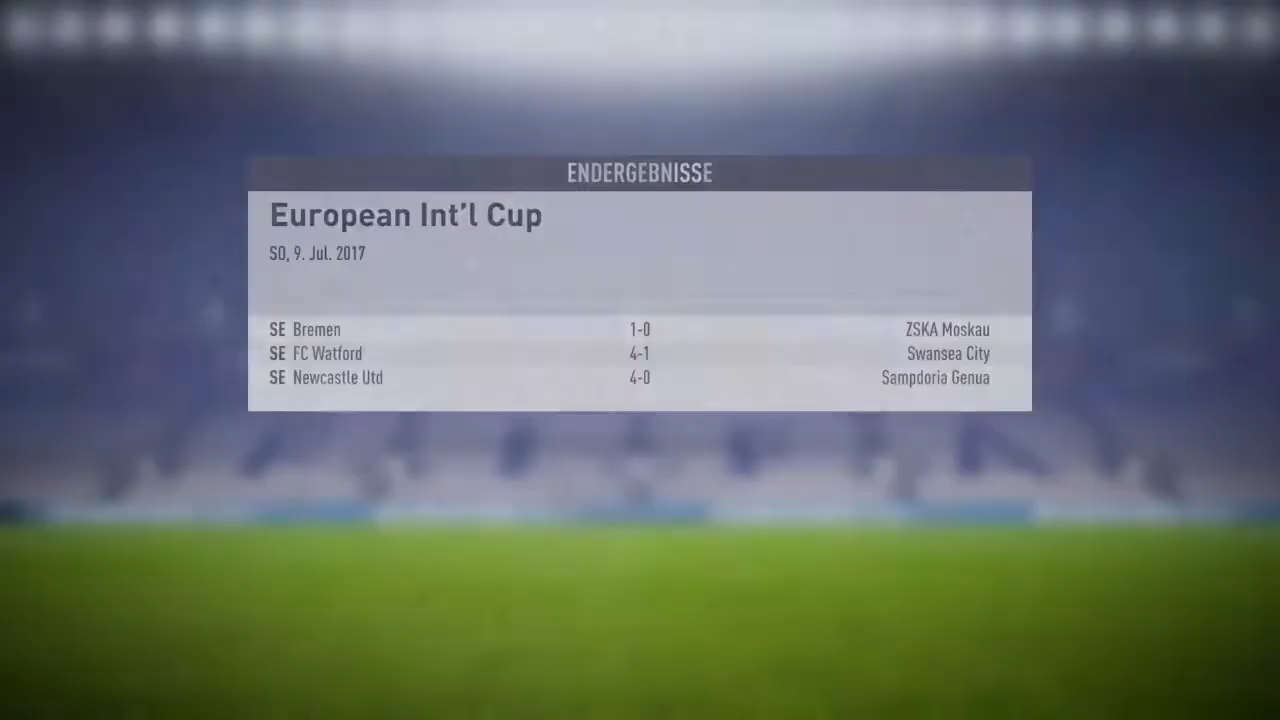 ENDERGEBNISSE
European Int'l Cup
SO, 9. Jul. 2017
SE Bremen 1-0 ZSKA Moskau
SE FC Watford 4-1 Swansea City
SE Newcastle Utd 4-0 Sampdoria Genua